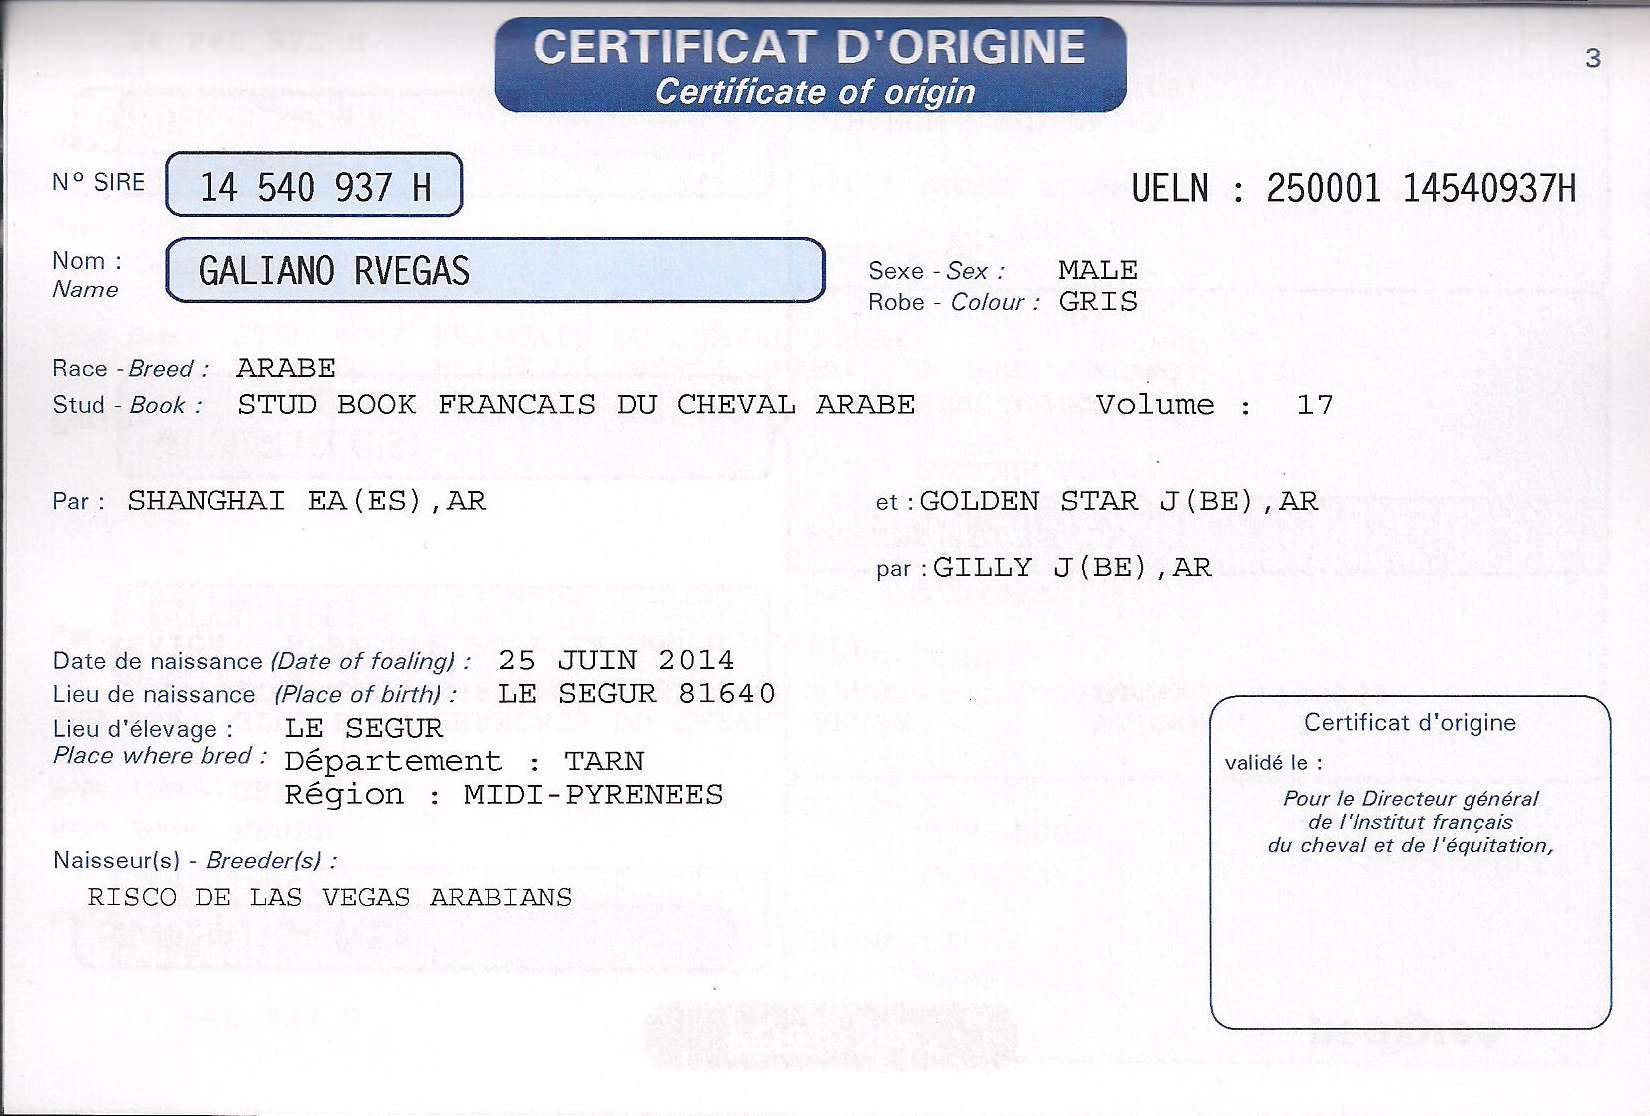 CERTIFICAT D'ORIGINE
Certificate of origin
3
N° SIRE 14 540 937 H
UELN : 250001 14540937H
Nom : GALIANO RVEGAS
Name
Sexe - Sex : MALE
Robe - Colour : GRIS
Race - Breed : ARABE
Stud - Book : STUD BOOK FRANCAIS DU CHEVAL ARABE Volume : 17
Par : SHANGHAI EA(ES),AR
et : GOLDEN STAR J(BE),AR
par : GILLY J(BE),AR
Date de naissance (Date of foaling) : 25 JUIN 2014
Lieu de naissance (Place of birth) : LE SEGUR 81640
Lieu d'élevage : LE SEGUR
Place where bred : Département : TARN
Région : MIDI-PYRENEES
Naisseur(s) - Breeder(s) :
RISCO DE LAS VEGAS ARABIANS
Certificat d'origine
validé le :
Pour le Directeur général
de l'Institut français
du cheval et de l'équitation,